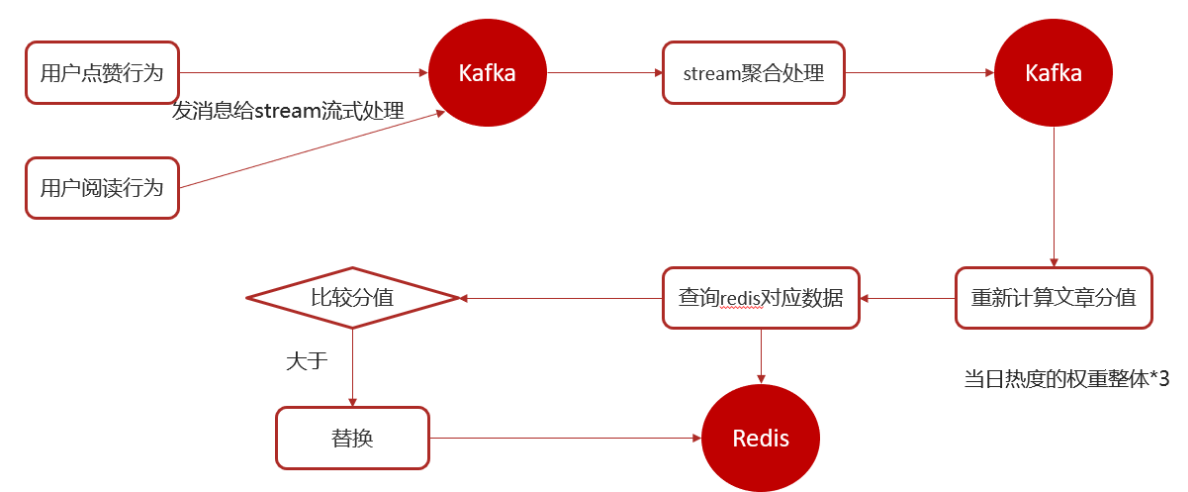 用户点赞行为
Kafka
stream聚合处理
Kafka
发消息给stream流式处理
用户阅读行为
比较分值
查询redis对应数据
重新计算文章分值
大于
当日热度的权重整体*3
替换
Redis